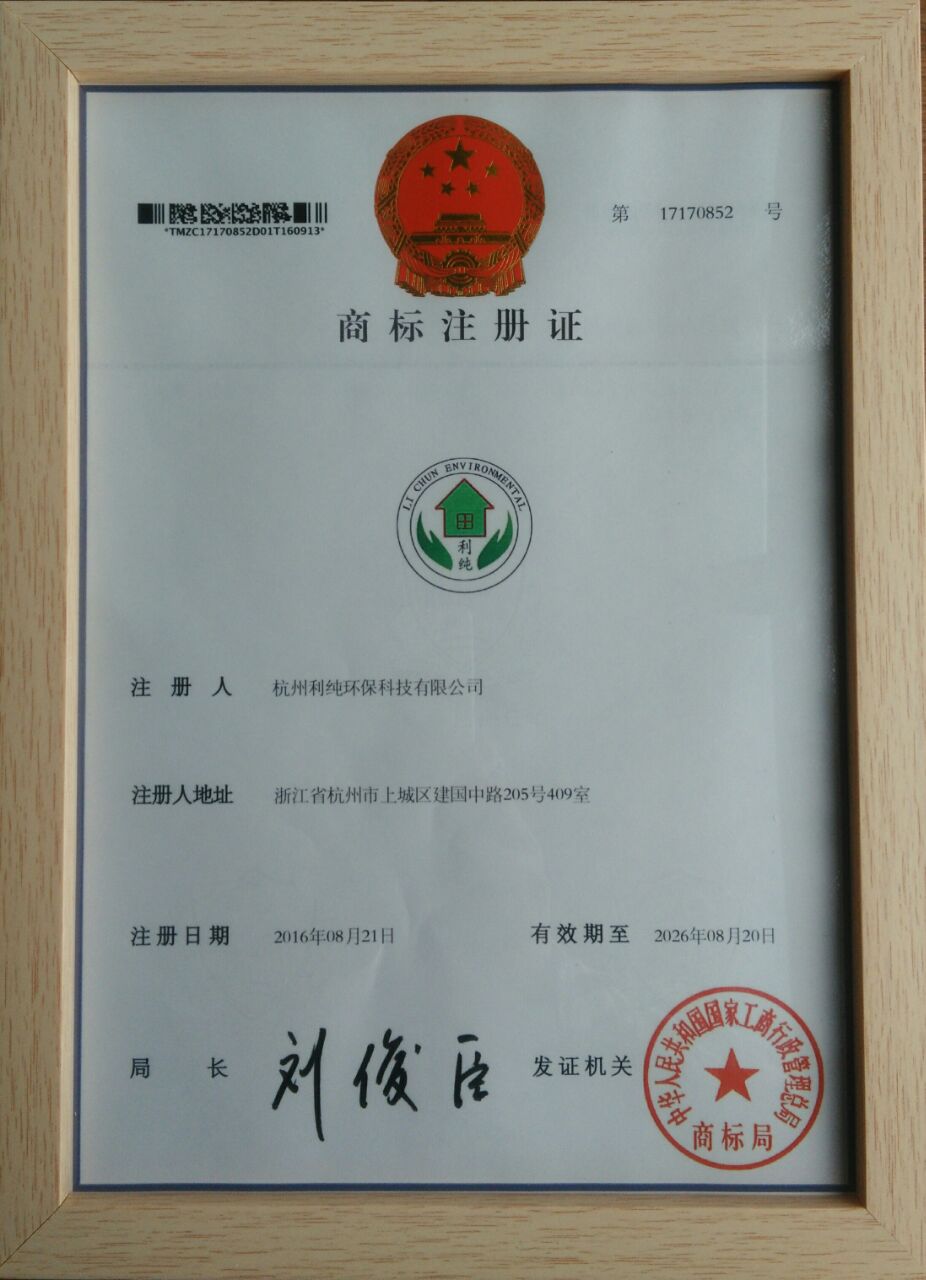 *TMZC17170852D01T160913*
第 17170852 号
商标注册证
LI CHUN ENVIRONMENTAL
利
纯
注册人 杭州利纯环保科技有限公司
注册人地址 浙江省杭州市上城区建国中路205号409室
注册日期 2016年08月21日 有效期至 2026年08月20日
局长 刘俊臣 发证机关
中华人民共和国国家工商行政管理总局
商标局